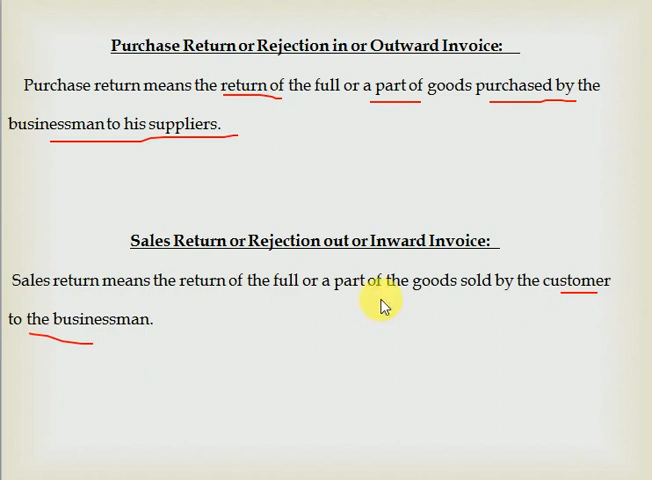 Purchase Return or Rejection in or Outward Invoice:
Purchase return means the return of the full or a part of goods purchased by the
businessman to his suppliers.
Sales Return or Rejection out or Inward Invoice:
Sales return means the return of the full or a part of the goods sold by the customer
to the businessman.